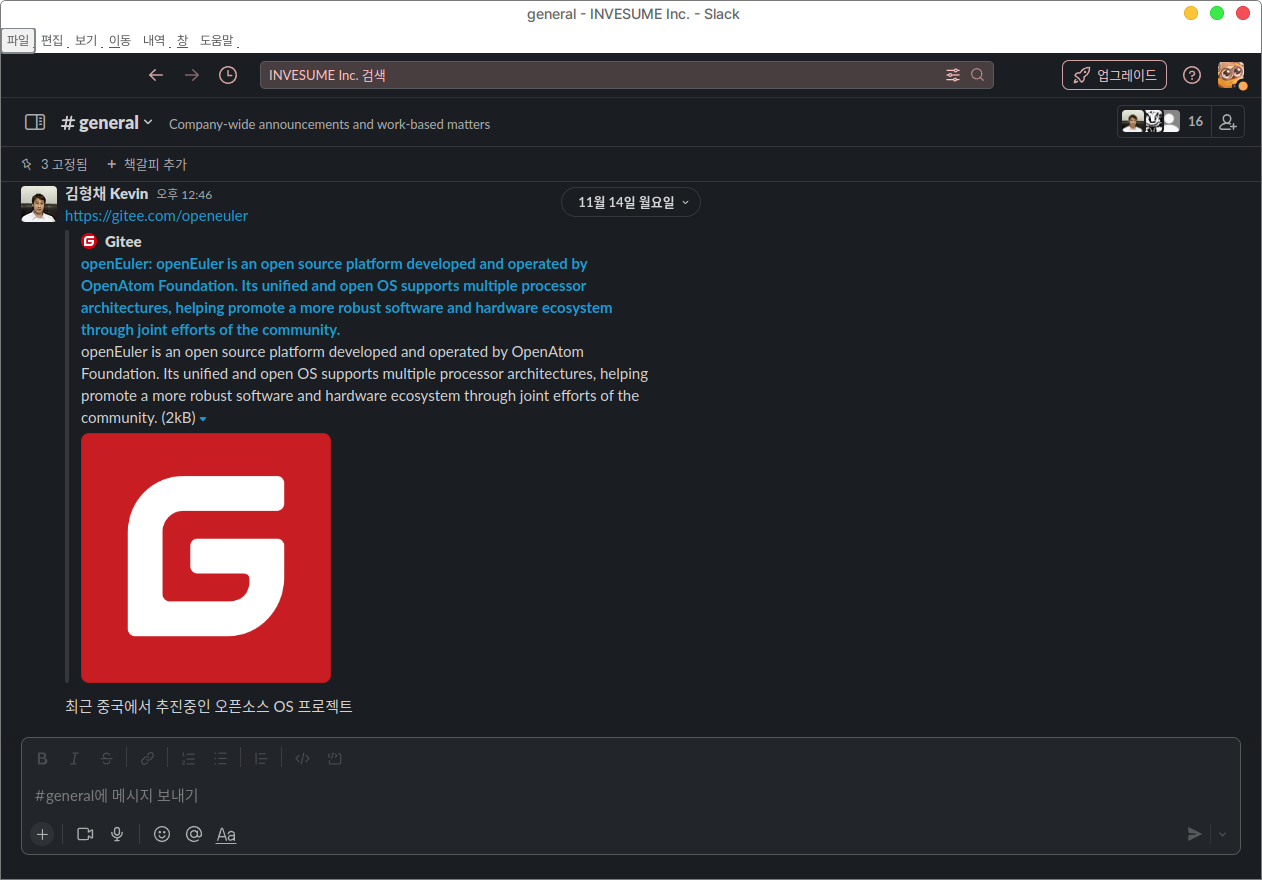 general - INVESUME Inc. - Slack
파일 편집 보기 이동 내역 창 도움말
INVESUME Inc. 검색
업그레이드
# general
Company-wide announcements and work-based matters
16
3 고정됨 + 책갈피 추가
김형채 Kevin 오후 12:46
11월 14일 월요일
https://gitee.com/openeuler
Gitee
openEuler: openEuler is an open source platform developed and operated by
OpenAtom Foundation. Its unified and open OS supports multiple processor
architectures, helping promote a more robust software and hardware ecosystem
through joint efforts of the community.
openEuler is an open source platform developed and operated by OpenAtom
Foundation. Its unified and open OS supports multiple processor architectures, helping
promote a more robust software and hardware ecosystem through joint efforts of the
community. (2kB)
G
최근 중국에서 추진중인 오픈소스 OS 프로젝트
B I S
#general에 메시지 보내기
+ @ Aa